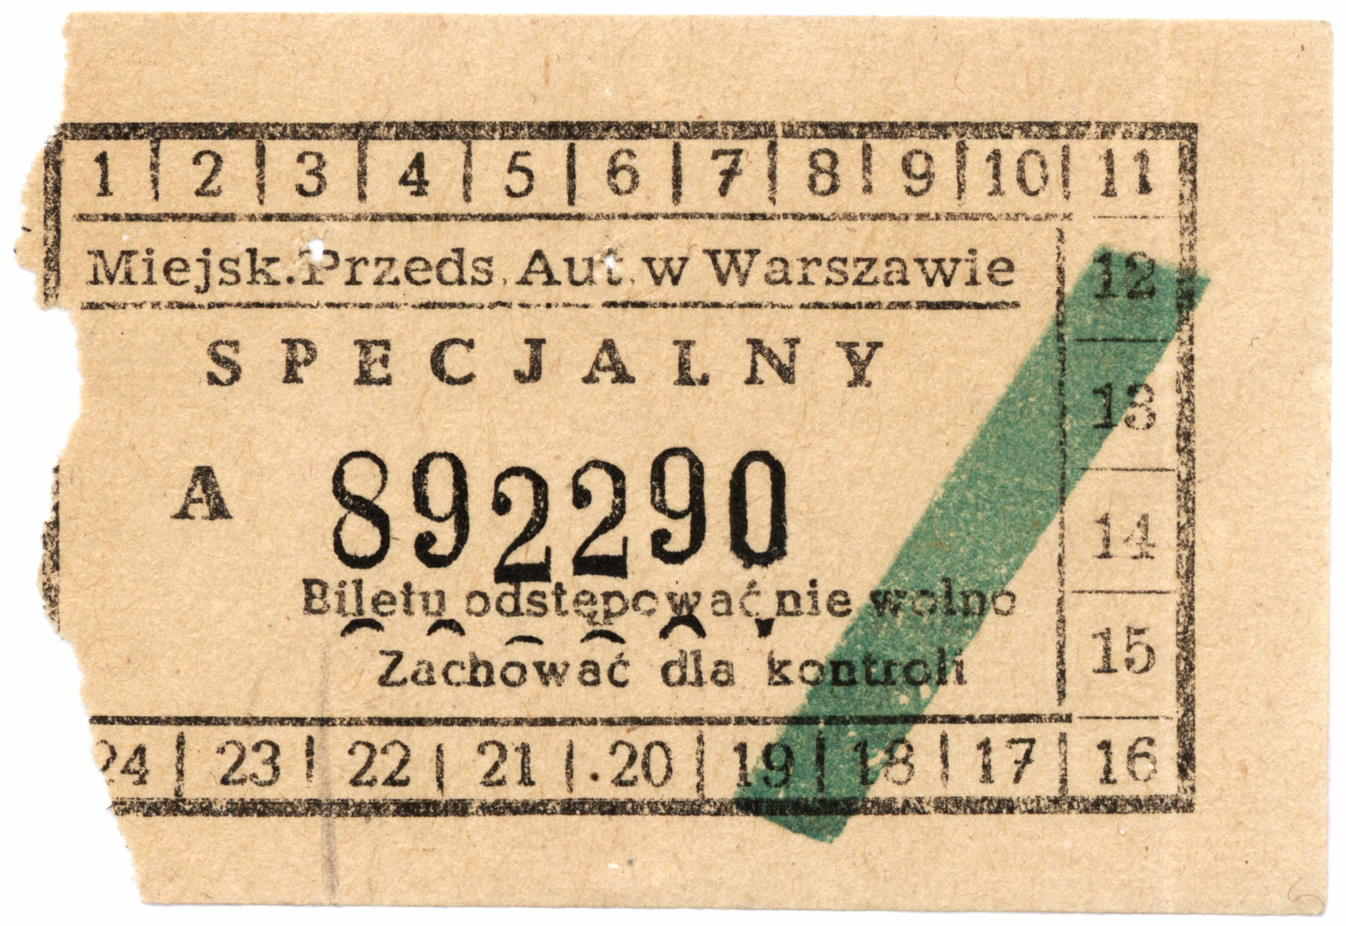 1 2 3 4 5 6 7 8 9 10 11
Miejsk. Przeds. Aut. w Warszawie
12
SPECJALNY
13
A 892290
14
Biletu odstępować nie wolno
15
Zachować dla kontroli
24 23 22 21 20 19 18 17 16